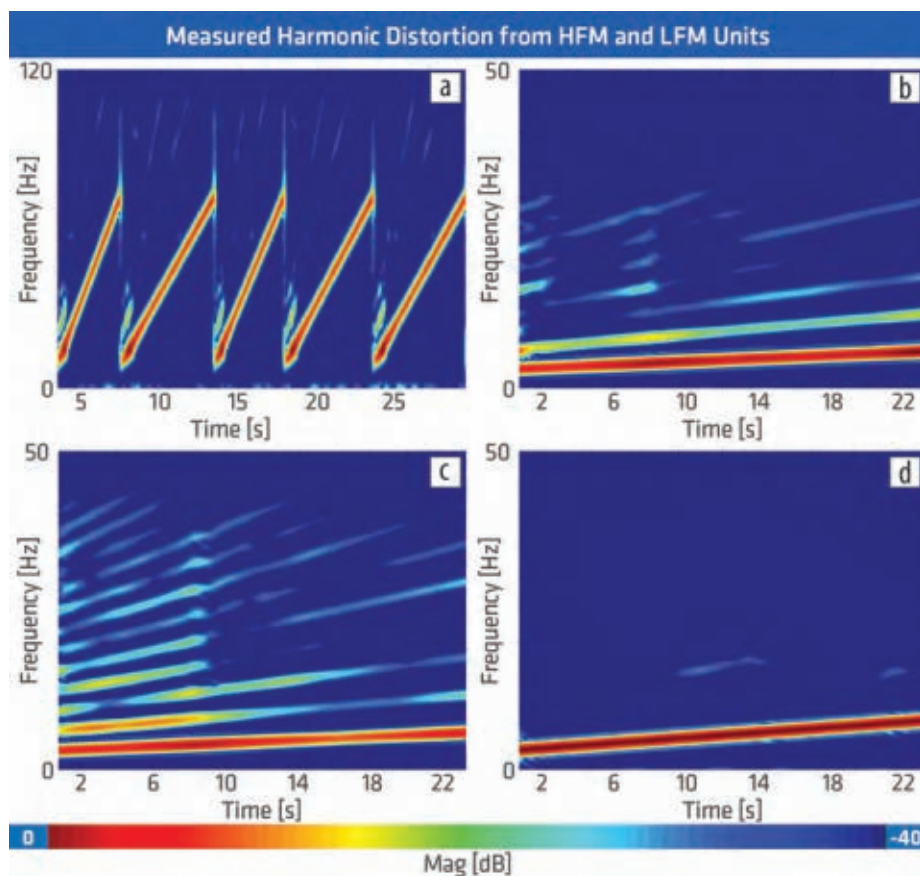 Measured Harmonic Distortion from HFM and LFM Units
120
a
Frequency [Hz]
0
5 10 15 20 25
Time [s]
50
b
Frequency [Hz]
0
2 6 10 14 18 22
Time [s]
50
c
Frequency [Hz]
0
2 6 10 14 18 22
Time [s]
50
d
Frequency [Hz]
0
2 6 10 14 18 22
Time [s]
0 -40
Mag [dB]